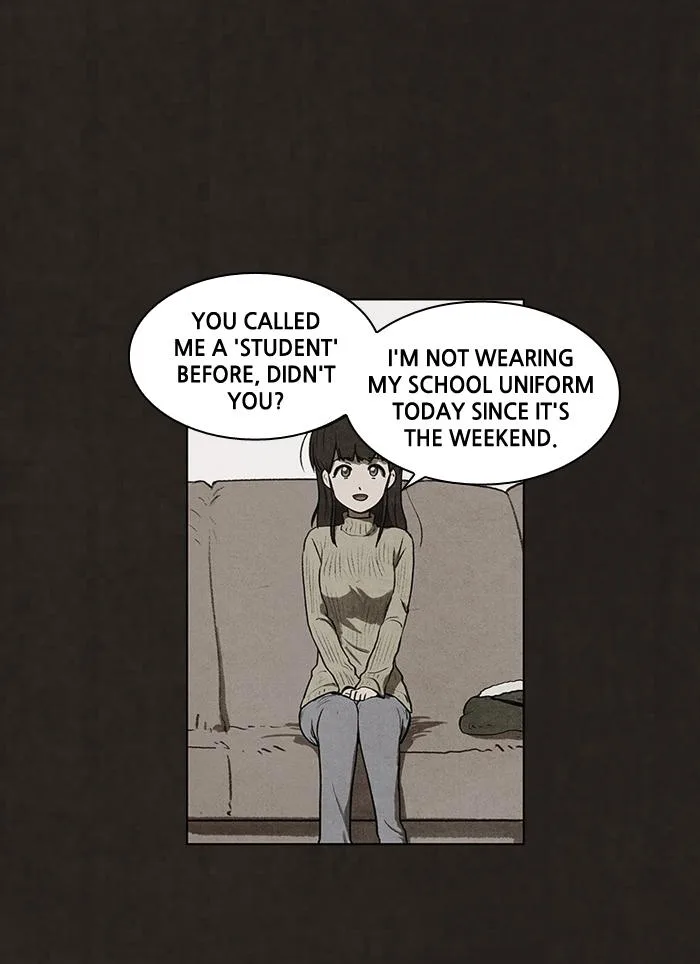 YOU CALLED
ME A 'STUDENT'
BEFORE, DIDN'T
YOU?
I'M NOT WEARING
MY SCHOOL UNIFORM
TODAY SINCE IT'S
THE WEEKEND.